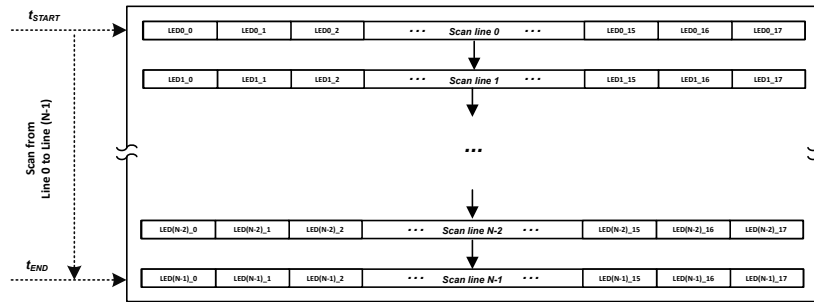 tSTART
LED0_0 LED0_1 LED0_2 ··· Scan line 0 ··· LED0_15 LED0_16 LED0_17
LED1_0 LED1_1 LED1_2 ··· Scan line 1 ··· LED1_15 LED1_16 LED1_17
Scan from
Line 0 to Line (N-1)
...
LED(N-2)_0 LED(N-2)_1 LED(N-2)_2 ··· Scan line N-2 ··· LED(N-2)_15 LED(N-2)_16 LED(N-2)_17
tEND
LED(N-1)_0 LED(N-1)_1 LED(N-1)_2 ··· Scan line N-1 ··· LED(N-1)_15 LED(N-1)_16 LED(N-1)_17